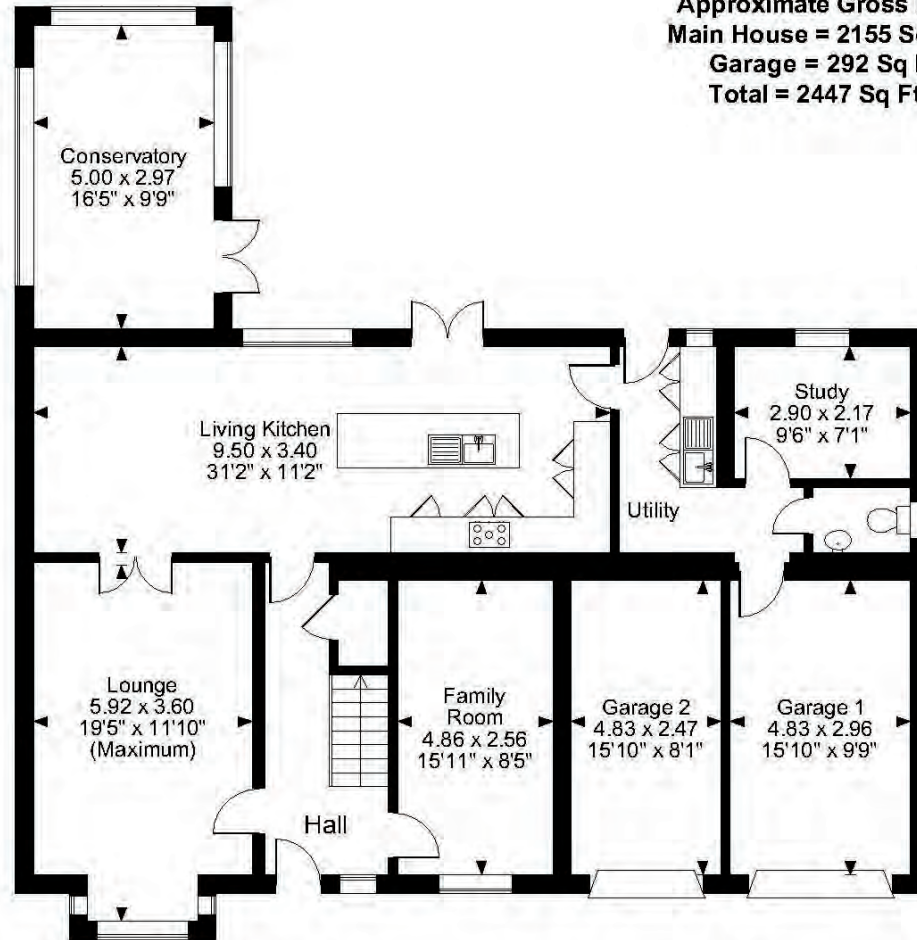 Approximate Gross
Main House = 2155 Sq
Garage = 292 Sq
Total = 2447 Sq Ft
Conservatory
5.00 x 2.97
16'5" x 9'9"
Living Kitchen
9.50 x 3.40
31'2" x 11'2"
Study
2.90 x 2.17
9'6" x 7'1"
Utility
Lounge
5.92 x 3.60
19'5" x 11'10"
(Maximum)
Hall
Family
Room
4.86 x 2.56
15'11" x 8'5"
Garage 2
4.83 x 2.47
15'10" x 8'1"
Garage 1
4.83 x 2.96
15'10" x 9'9"